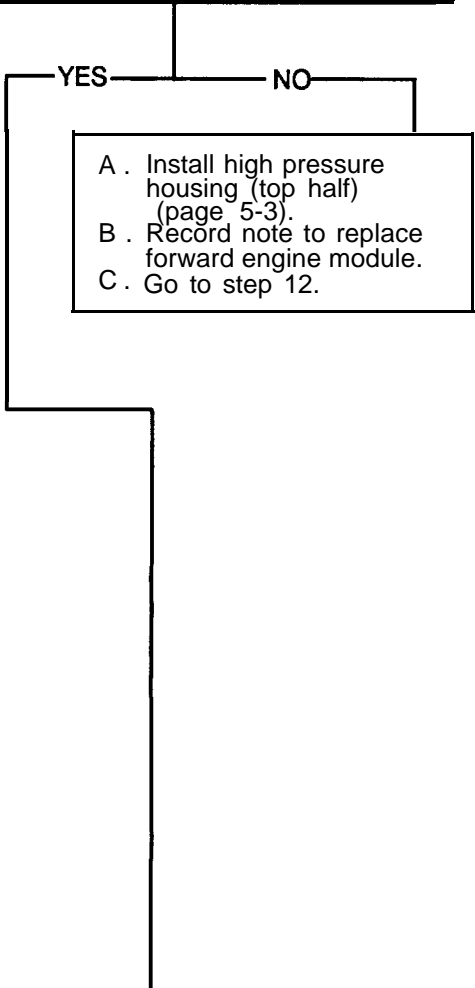 YES NO
A . Install high pressure
housing (top half)
(page 5-3).
B . Record note to replace
forward engine module.
C . Go to step 12.